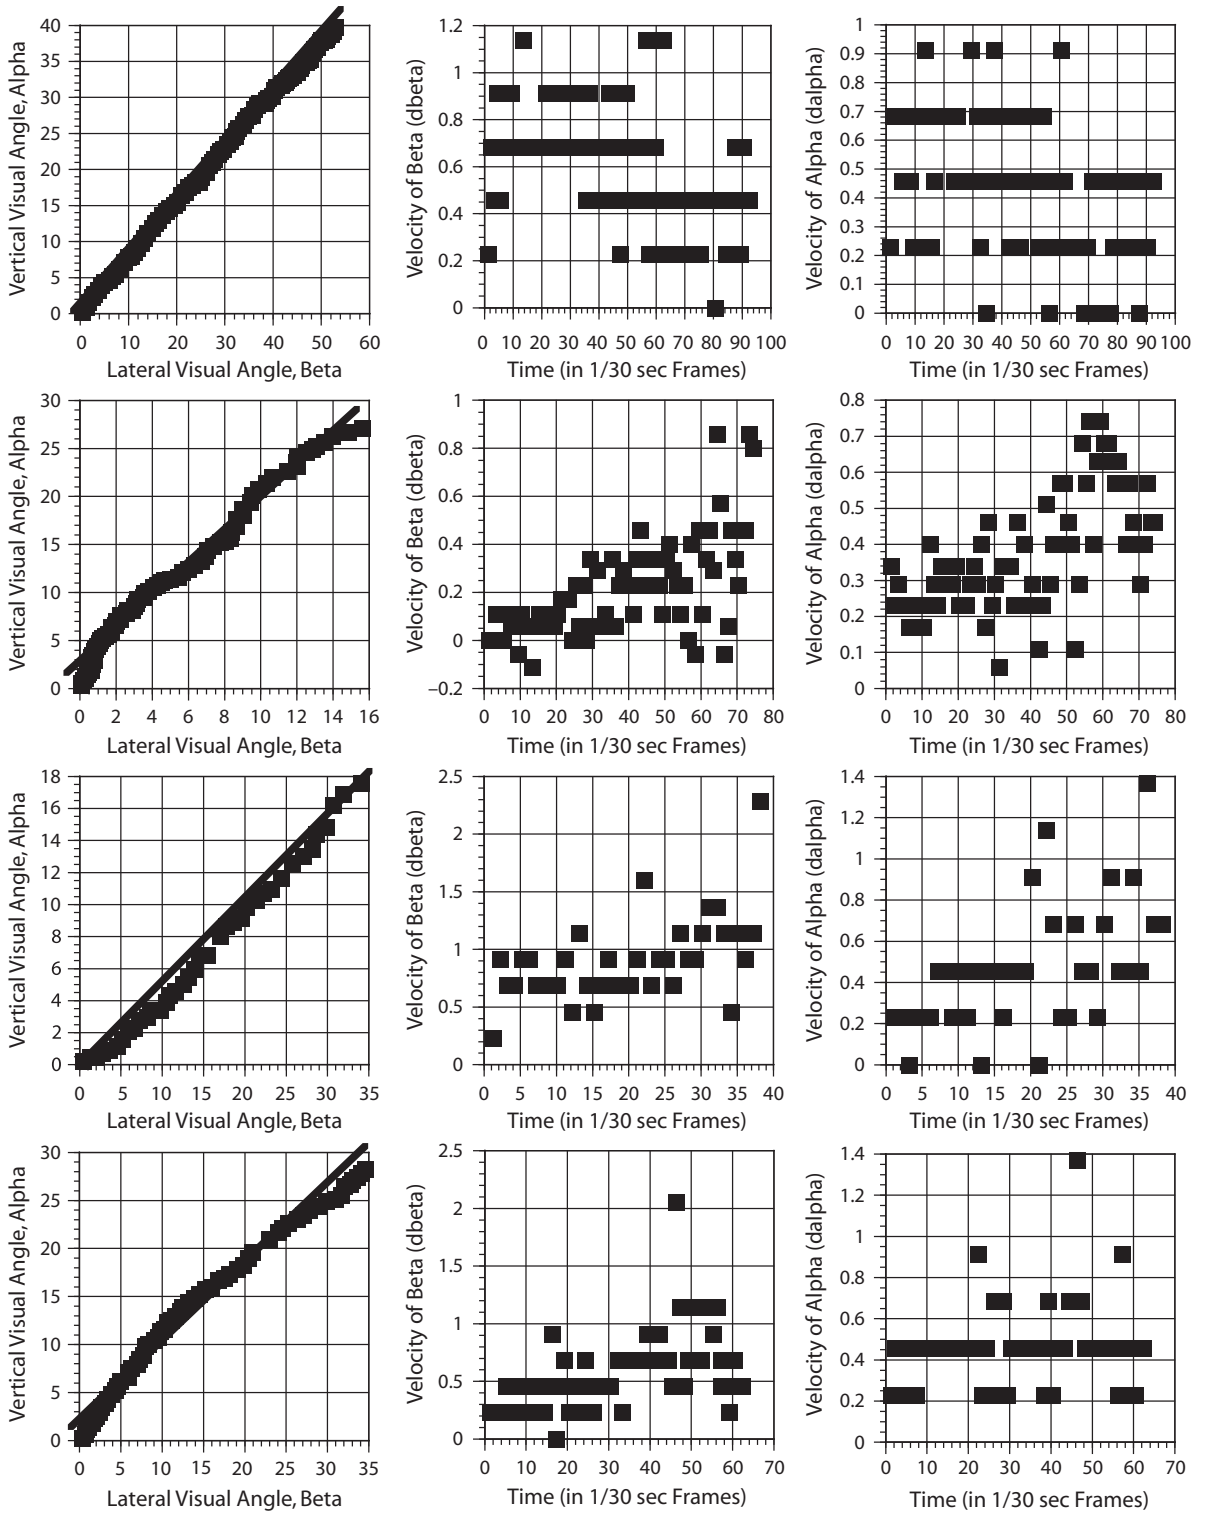 Vertical Visual Angle, Alpha
40
35
30
25
20
15
10
5
0
0 10 20 30 40 50 60
Lateral Visual Angle, Beta
Velocity of Beta (dbeta)
1.2
1
0.8
0.6
0.4
0.2
0
0 10 20 30 40 50 60 70 80 90 100
Time (in 1/30 sec Frames)
Velocity of Alpha (dalpha)
1
0.9
0.8
0.7
0.6
0.5
0.4
0.3
0.2
0.1
0
0 10 20 30 40 50 60 70 80 90 100
Time (in 1/30 sec Frames)
Vertical Visual Angle, Alpha
30
25
20
15
10
5
0
0 2 4 6 8 10 12 14 16
Lateral Visual Angle, Beta
Velocity of Beta (dbeta)
1
0.8
0.6
0.4
0.2
0
−0.2
0 10 20 30 40 50 60 70 80
Time (in 1/30 sec Frames)
Velocity of Alpha (dalpha)
0.8
0.7
0.6
0.5
0.4
0.3
0.2
0.1
0
0 10 20 30 40 50 60 70 80
Time (in 1/30 sec Frames)
Vertical Visual Angle, Alpha
18
16
14
12
10
8
6
4
2
0
0 5 10 15 20 25 30 35
Lateral Visual Angle, Beta
Velocity of Beta (dbeta)
2.5
2
1.5
1
0.5
0
0 5 10 15 20 25 30 35 40
Time (in 1/30 sec Frames)
Velocity of Alpha (dalpha)
1.4
1.2
1
0.8
0.6
0.4
0.2
0
0 5 10 15 20 25 30 35 40
Time (in 1/30 sec Frames)
Vertical Visual Angle, Alpha
30
25
20
15
10
5
0
0 5 10 15 20 25 30 35
Lateral Visual Angle, Beta
Velocity of Beta (dbeta)
2.5
2
1.5
1
0.5
0
0 10 20 30 40 50 60 70
Time (in 1/30 sec Frames)
Velocity of Alpha (dalpha)
1.4
1.2
1
0.8
0.6
0.4
0.2
0
0 10 20 30 40 50 60 70
Time (in 1/30 sec Frames)